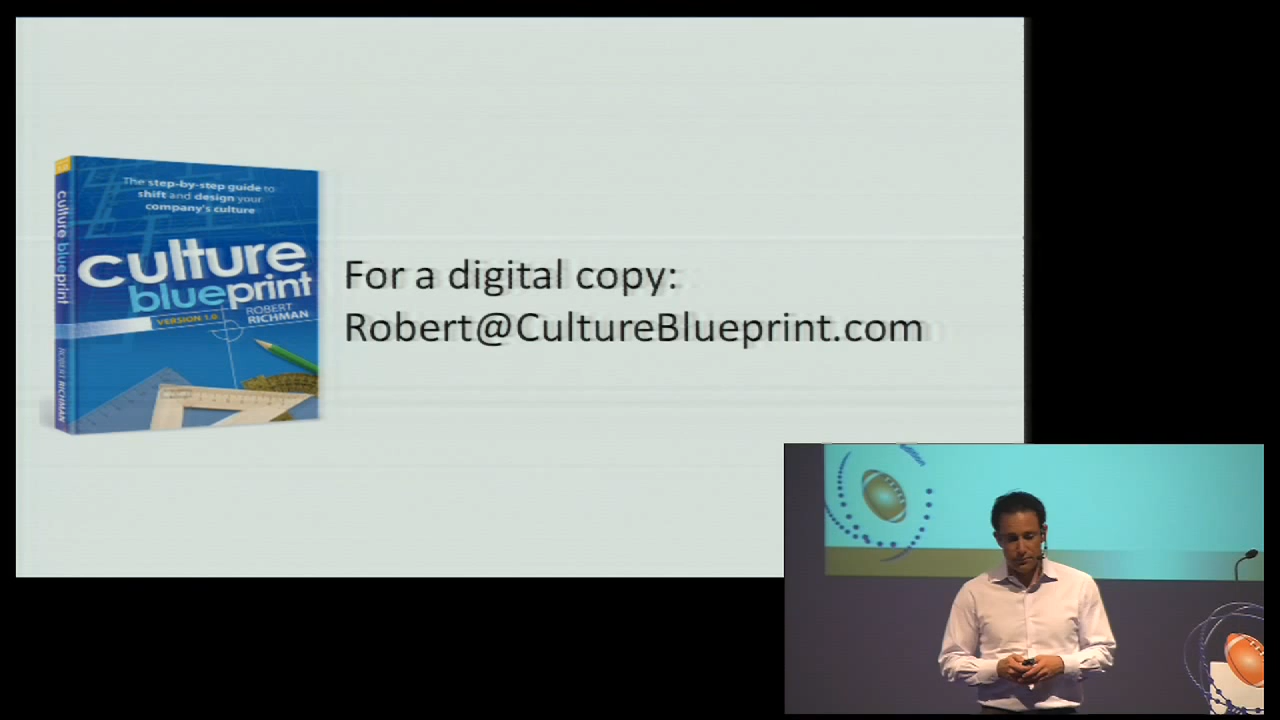 The step-by-step guide to
shift and design your
company's culture
culture
blueprint
VERSION 1.0
ROBERT
RICHMAN
culture blueprint
ROBERT RICHMAN
For a digital copy:
Robert@CultureBlueprint.com
edition